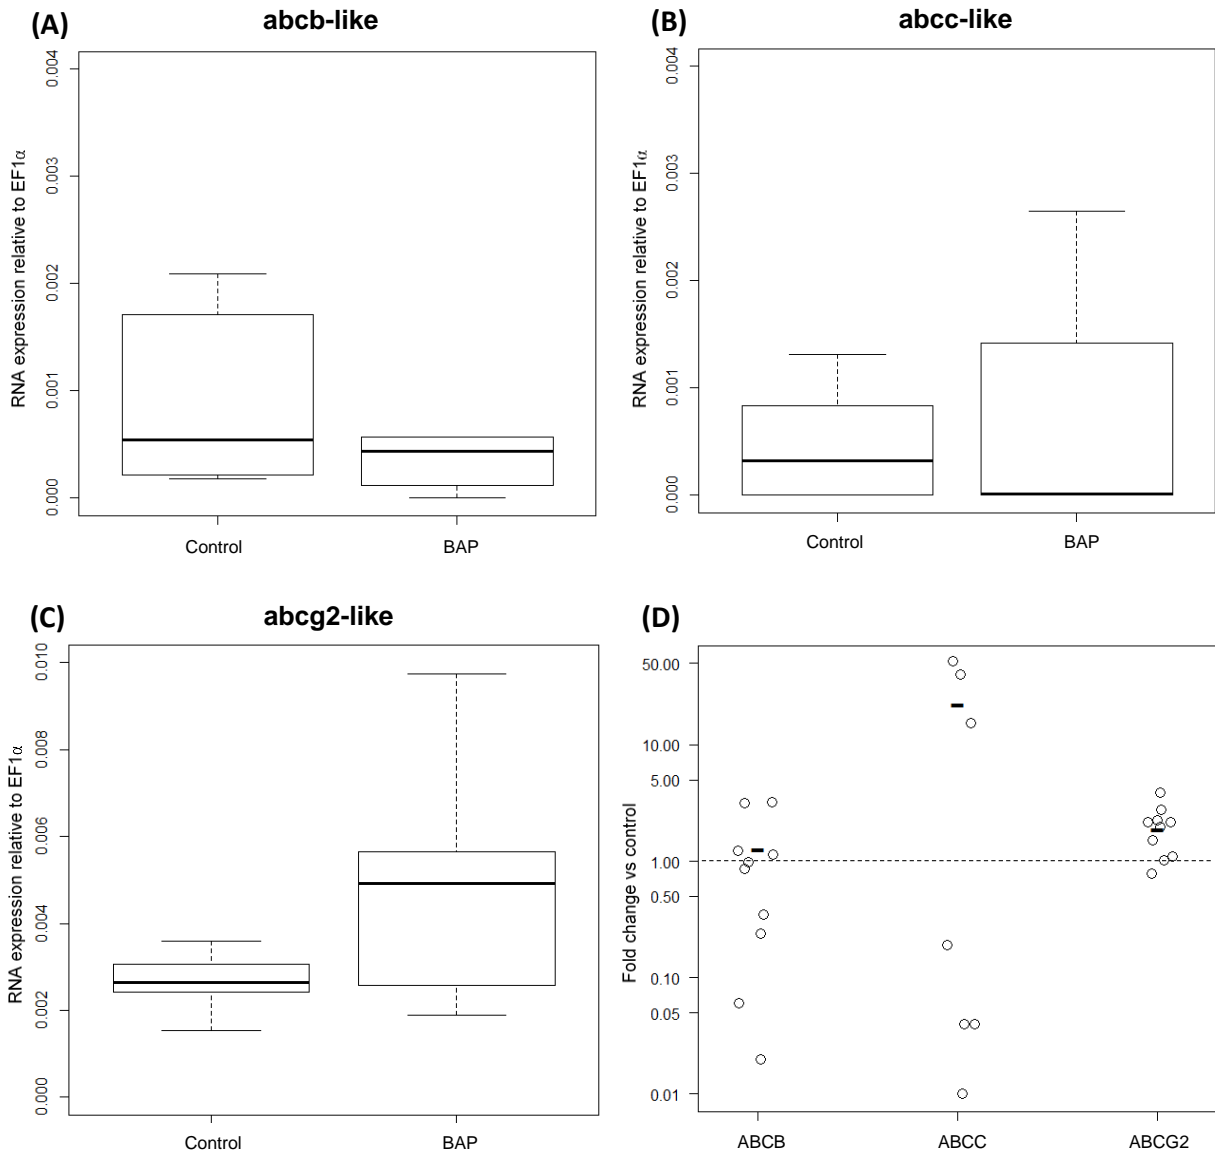 (A)
abcb-like
RNA expression relative to EF1α
0.004
0.003
0.002
0.001
0.000
Control
BAP
(B)
abcc-like
RNA expression relative to EF1α
0.004
0.003
0.002
0.001
0.000
Control
BAP
(C)
abcg2-like
RNA expression relative to EF1α
0.010
0.008
0.006
0.004
0.002
0.000
Control
BAP
(D)
Fold change vs control
50.00
10.00
5.00
1.00
0.50
0.10
0.05
0.01
ABCB
ABCC
ABCG2